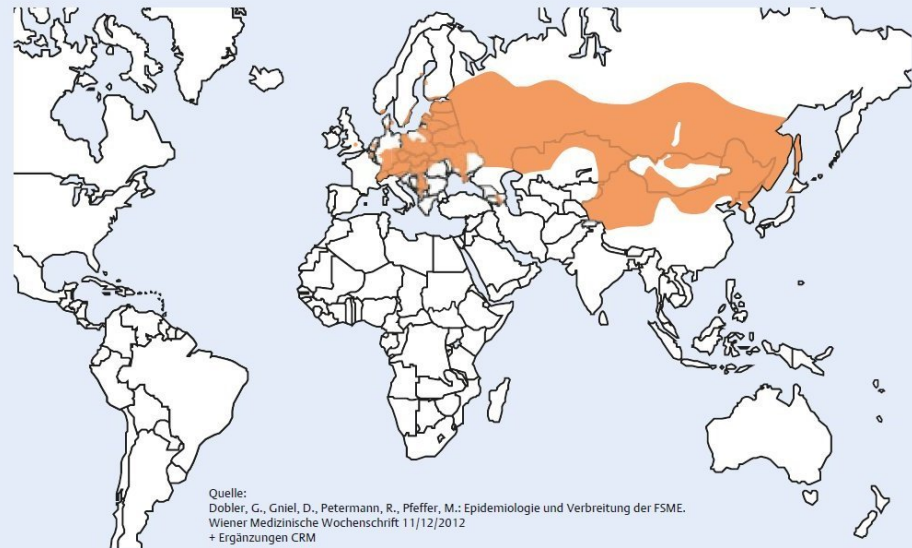 Quelle:
Dobler, G., Gniel, D., Petermann, R., Pfeffer, M.: Epidemiologie und Verbreitung der FSME.
Wiener Medizinische Wochenschrift 11/12/2012
+ Ergänzungen CRM